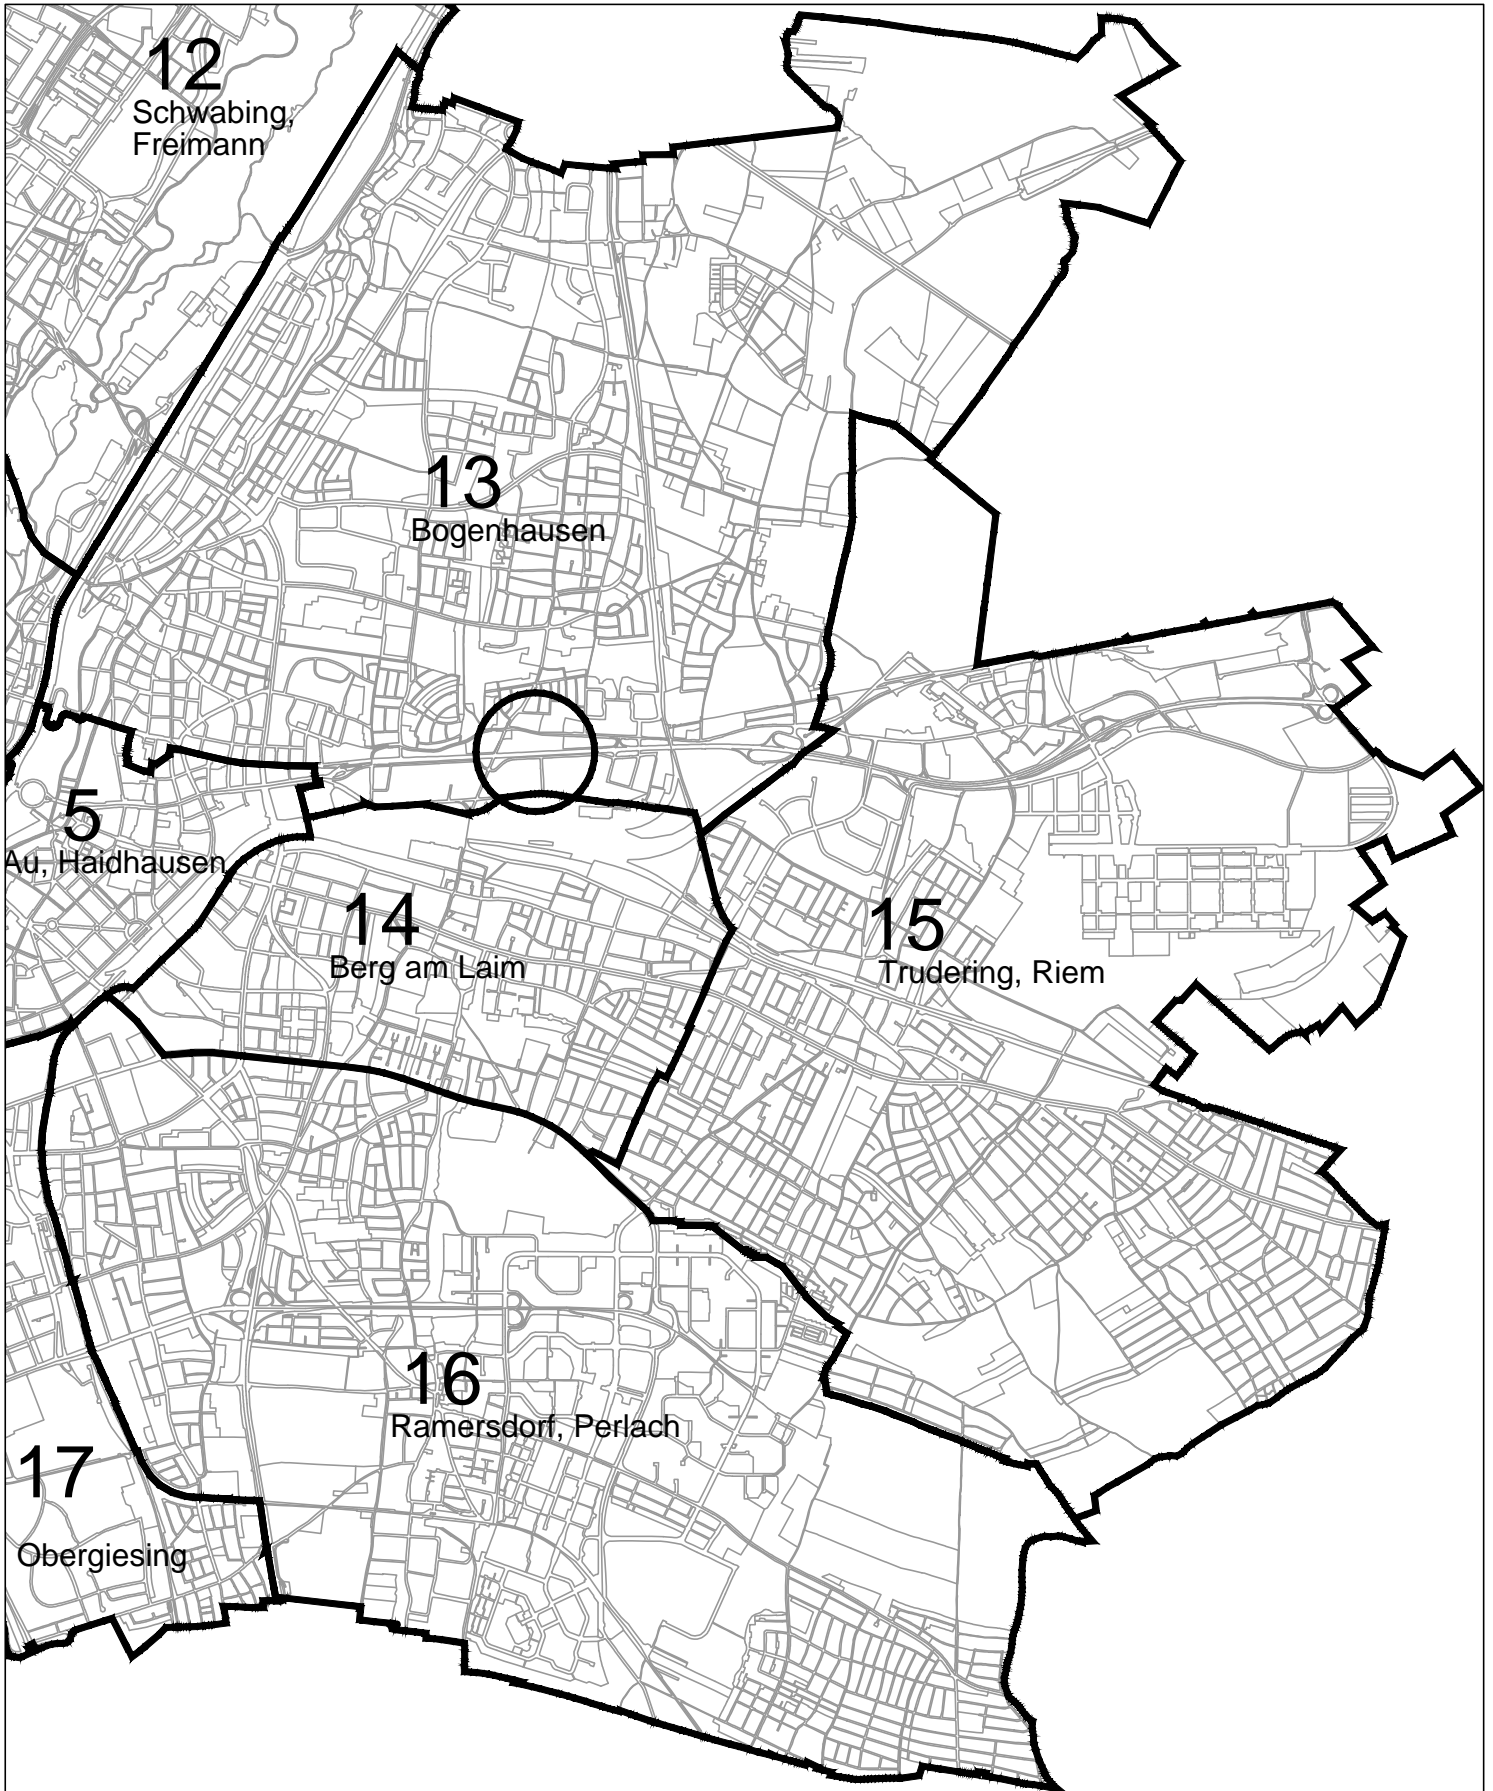 12
Schwabing,
Freimann
13
Bogenhausen
5
Au, Haidhausen
14
Berg am Laim
15
Trudering, Riem
16
Ramersdorf, Perlach
17
Obergiesing